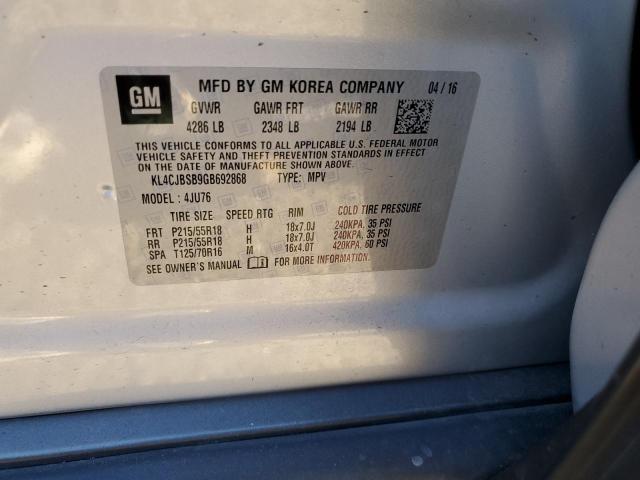 GM
MFD BY GM KOREA COMPANY 04/16
GVWR GAWR FRT GAWR RR
4286 LB 2348 LB 2194 LB
THIS VEHICLE CONFORMS TO ALL APPLICABLE U.S. FEDERAL MOTOR
VEHICLE SAFETY AND THEFT PREVENTION STANDARDS IN EFFECT
ON THE DATE OF MANUFACTURE SHOWN ABOVE.
KL4CJBSB9GB692868 TYPE: MPV
MODEL: 4JU76
TIRE SIZE SPEED RTG RIM COLD TIRE PRESSURE
FRT P215/55R18 H 18x7.0J 240KPA, 35 PSI
RR P215/55R18 H 18x7.0J 240KPA, 35 PSI
SPA T125/70R16 M 16x4.0T 420KPA, 60 PSI
SEE OWNER'S MANUAL FOR MORE INFORMATION.